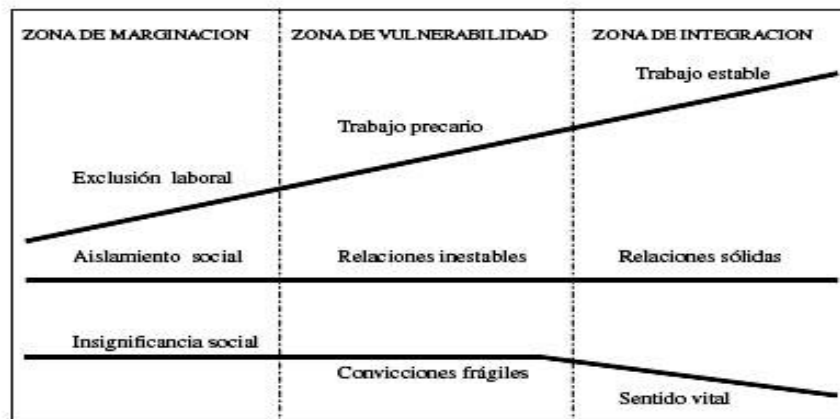 ZONA DE MARGINACION
ZONA DE VULNERABILIDAD
ZONA DE INTEGRACION
Trabajo estable
Trabajo precario
Exclusión laboral
Aislamiento social
Relaciones inestables
Relaciones sólidas
Insignificancia social
Convicciones frágiles
Sentido vital